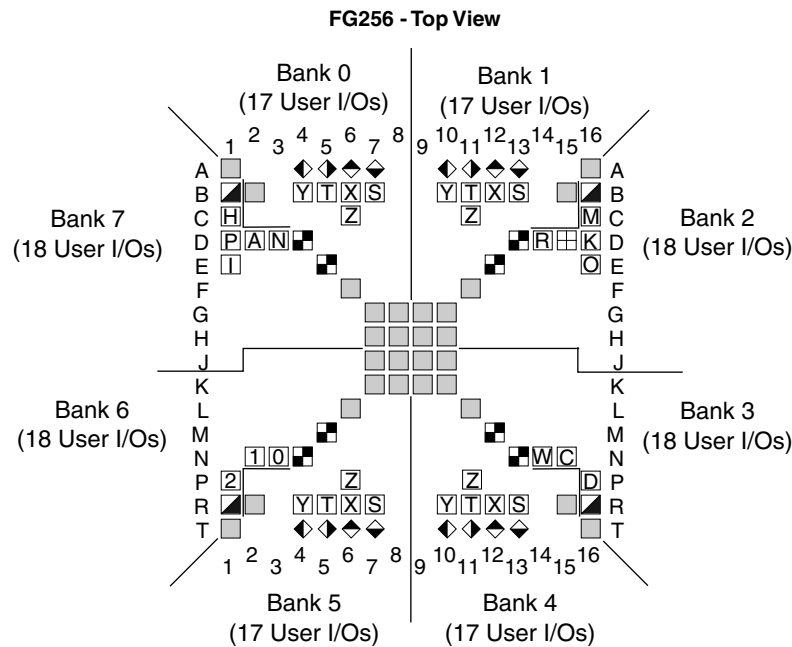 FG256 - Top View
Bank 0
(17 User I/Os)
Bank 1
(17 User I/Os)
1 2 3 4 5 6 7 8 9 10 11 12 13 14 15 16
A A
B Y T X S Y T X S B
C H Z Z M C
D P A N R K D
E I O E
F F
G G
H H
J J
K K
L L
M M
N 1 0 W C N
P 2 Z Z D P
R Y T X S Y T X S R
T T
1 2 3 4 5 6 7 8 9 10 11 12 13 14 15 16
Bank 7
(18 User I/Os)
Bank 2
(18 User I/Os)
Bank 6
(18 User I/Os)
Bank 3
(18 User I/Os)
Bank 5
(17 User I/Os)
Bank 4
(17 User I/Os)